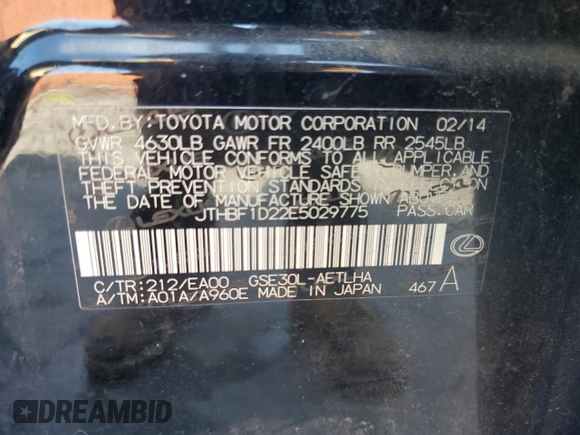 MFD. BY: TOYOTA MOTOR CORPORATION 02/14
GVWR 4630LB GAWR FR 2400LB RR 2545LB
THIS VEHICLE CONFORMS TO ALL APPLICABLE
FEDERAL MOTOR VEHICLE SAFETY, BUMPER, AND
THEFT PREVENTION STANDARDS IN EFFECT ON
THE DATE OF MANUFACTURE SHOWN ABOVE.
JTHBF1D22E5029775 PASS. CAR
C/TR:212/EA00 GSE30L-AETLHA
A/TM:A01A/A960E MADE IN JAPAN 467 A
DREAMBID